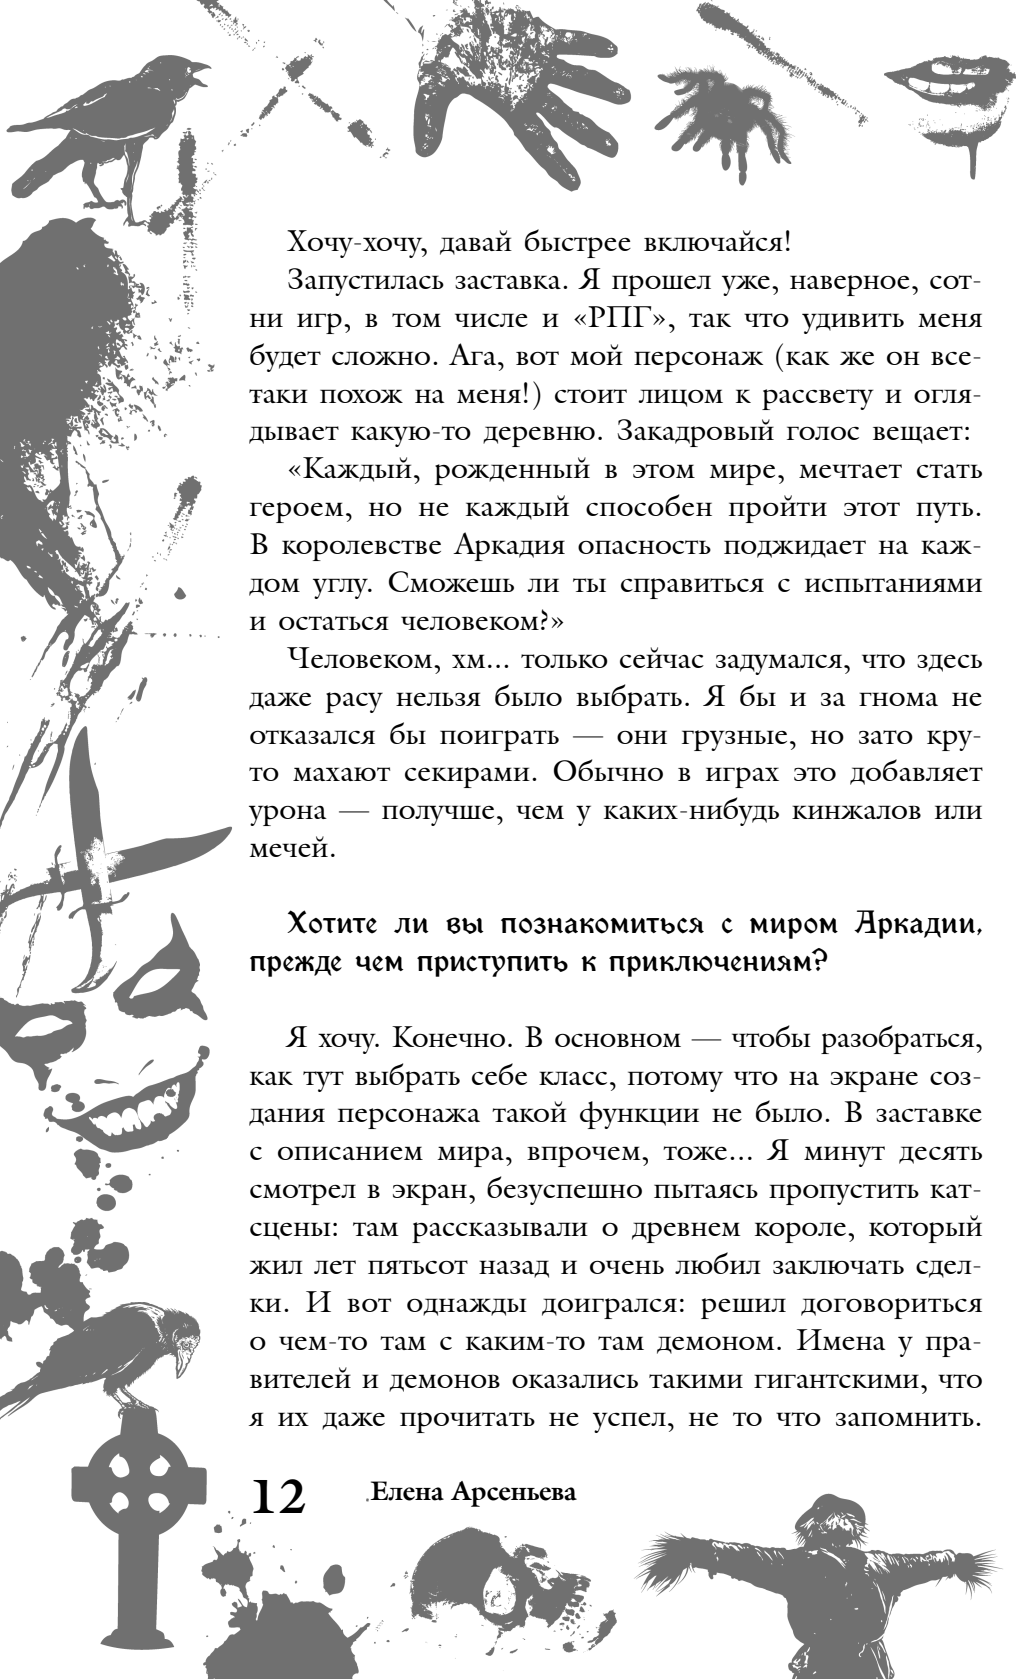 Хочу-хочу, давай быстрее включайся!
Запустилась заставка. Я прошел уже, наверное, сот-
ни игр, в том числе и «РПГ», так что удивить меня
будет сложно. Ага, вот мой персонаж (как же он все-
таки похож на меня!) стоит лицом к рассвету и огля-
дывает какую-то деревню. Закадровый голос вещает:
«Каждый, рожденный в этом мире, мечтает стать
героем, но не каждый способен пройти этот путь.
В королевстве Аркадия опасность поджидает на каж-
дом углу. Сможешь ли ты справиться с испытаниями
и остаться человеком?»
Человеком, хм... только сейчас задумался, что здесь
даже расу нельзя было выбрать. Я бы и за гнома не
отказался бы поиграть — они грузные, но зато кру-
то махают секирами. Обычно в играх это добавляет
урона — получше, чем у каких-нибудь кинжалов или
мечей.
Хотите ли вы познакомиться с миром Аркадии,
прежде чем приступить к приключениям?
Я хочу. Конечно. В основном — чтобы разобраться,
как тут выбрать себе класс, потому что на экране соз-
дания персонажа такой функции не было. В заставке
с описанием мира, впрочем, тоже... Я минут десять
смотрел в экран, безуспешно пытаясь пропустить кат-
сцены: там рассказывали о древнем короле, который
жил лет пятьсот назад и очень любил заключать сдел-
ки. И вот однажды доигрался: решил договориться
о чем-то там с каким-то там демоном. Имена у пра-
вителей и демонов оказались такими гигантскими, что
я их даже прочитать не успел, не то что запомнить.
12 Елена Арсеньева